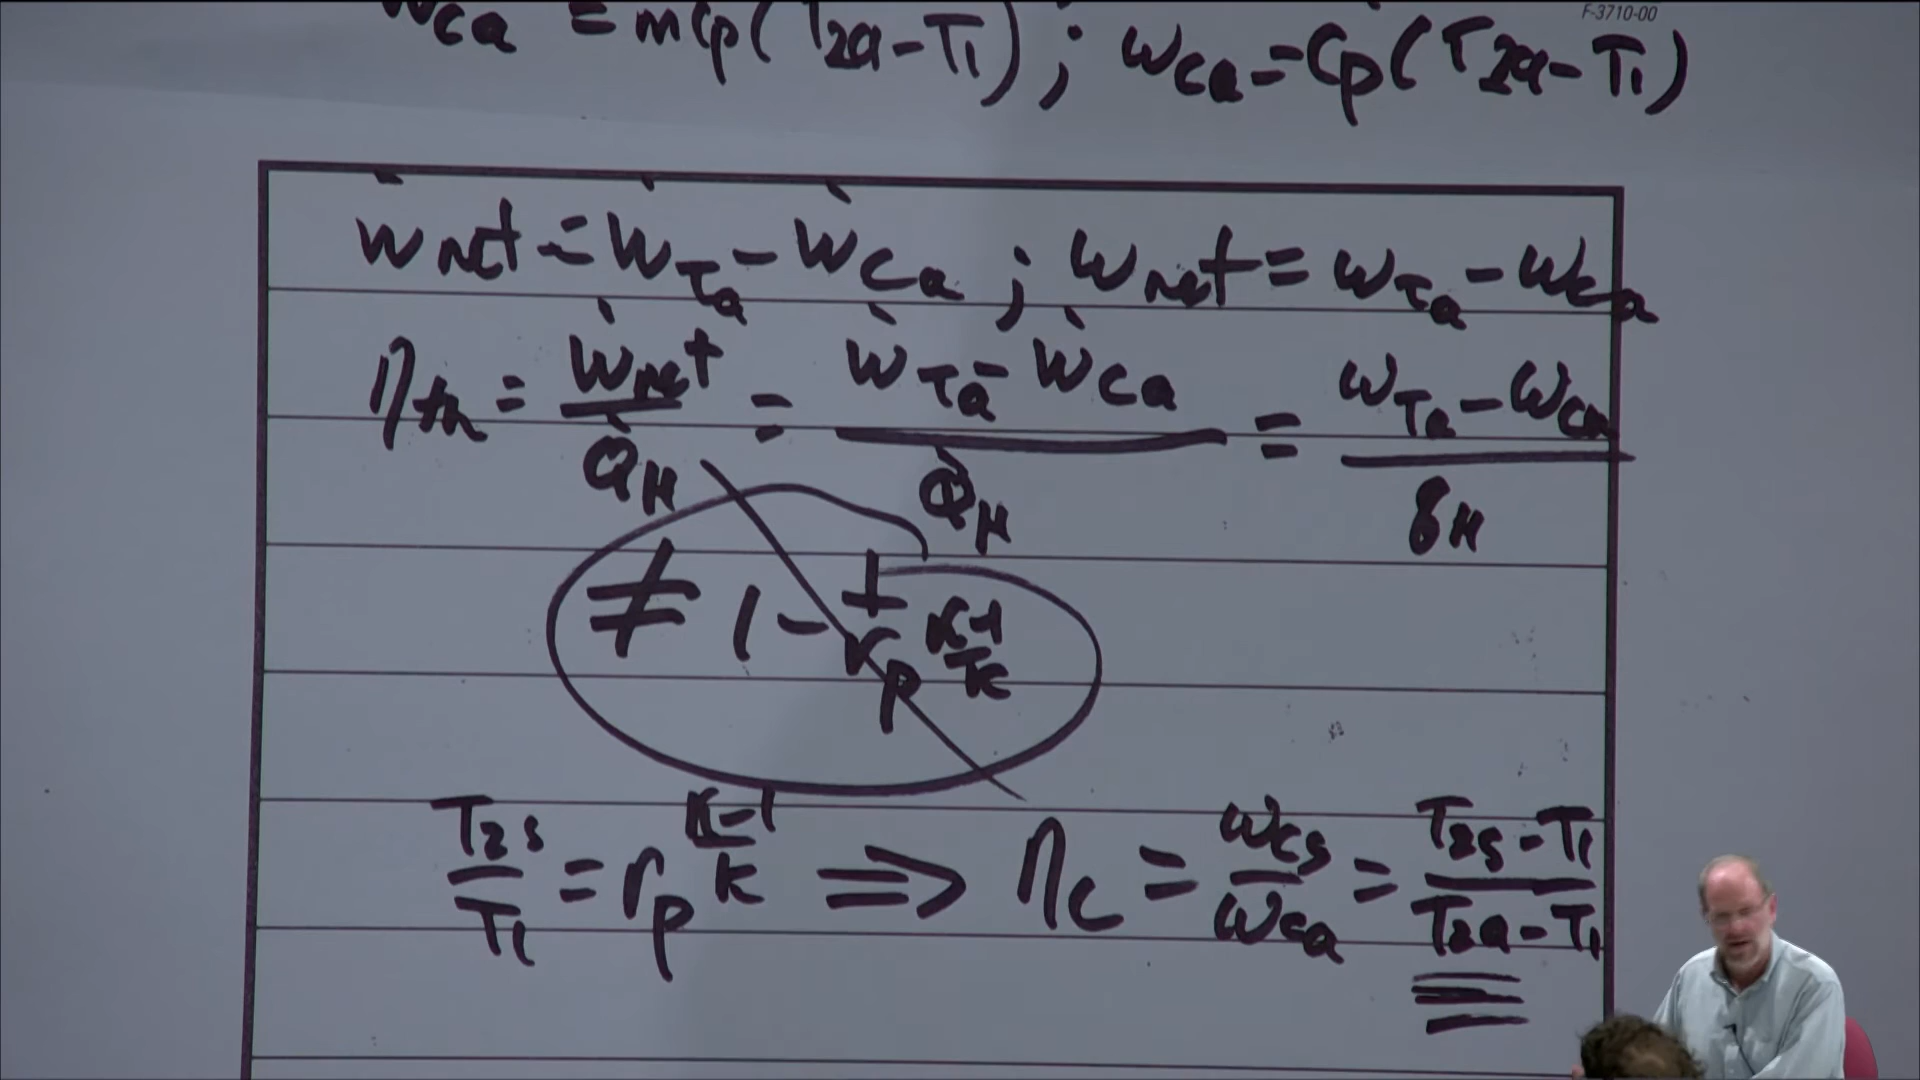 F-3710-00
Ẇca = ṁCp(T2a-T1) ; wca = Cp(T2a-T1)
Ẇnet = ẆTa - ẆCa ; wnet = wTa - wCa
ηth = Ẇnet/Q̇H = (ẆTa - ẆCa)/Q̇H = (wTa - wCa)/qH
≠ 1 - 1/rp^((k-1)/k)
T2s/T1 = rp^((k-1)/k) ⇒ ηc = wcs/wca = (T2s-T1)/(T2a-T1)